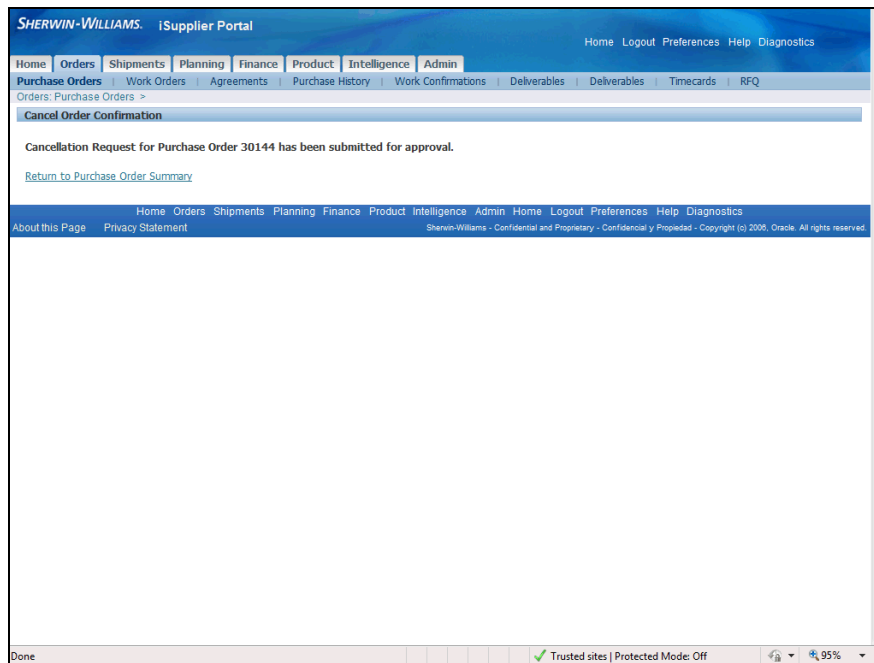 SHERWIN-WILLIAMS. iSupplier Portal
Home Logout Preferences Help Diagnostics
Home Orders Shipments Planning Finance Product Intelligence Admin
Purchase Orders | Work Orders | Agreements | Purchase History | Work Confirmations | Deliverables | Deliverables | Timecards | RFQ
Orders: Purchase Orders >
Cancel Order Confirmation
Cancellation Request for Purchase Order 30144 has been submitted for approval.
Return to Purchase Order Summary
Home Orders Shipments Planning Finance Product Intelligence Admin Home Logout Preferences Help Diagnostics
About this Page Privacy Statement Sherwin-Williams - Confidential and Proprietary - Confidencial y Propiedad - Copyright (c) 2006, Oracle. All rights reserved.
Done Trusted sites | Protected Mode: Off 95%